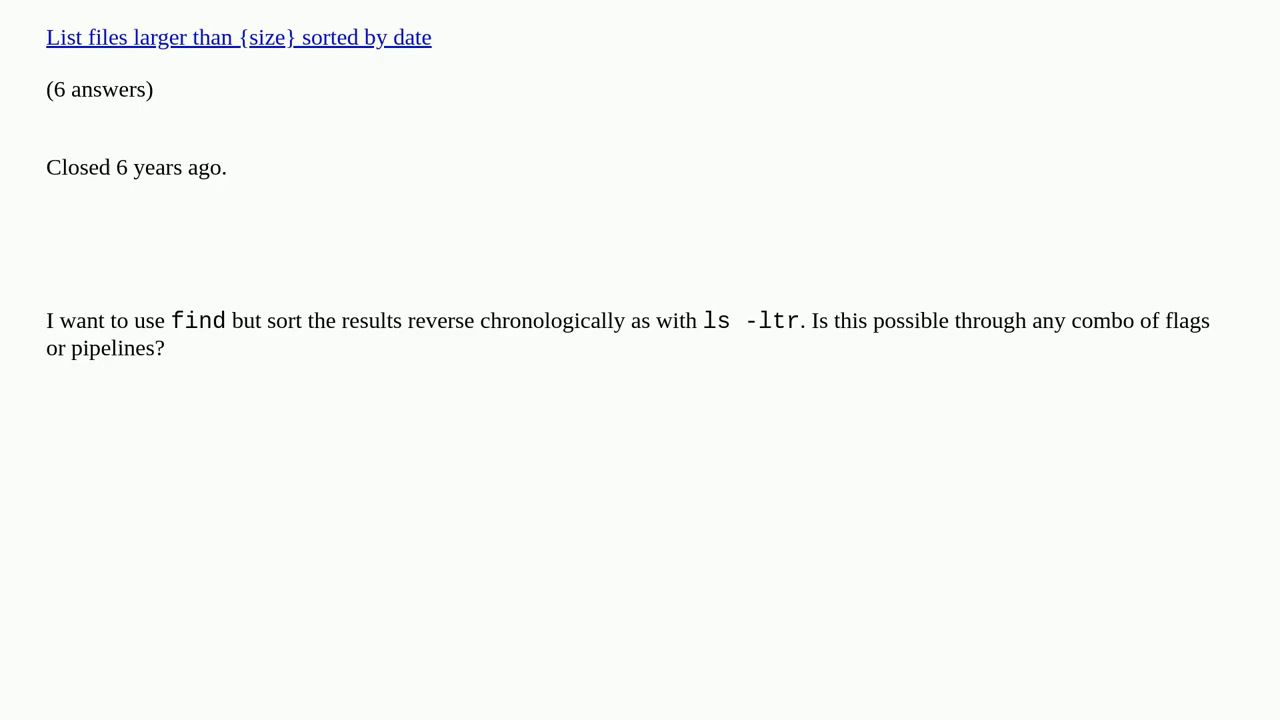 List files larger than {size} sorted by date
(6 answers)
Closed 6 years ago.
I want to use find but sort the results reverse chronologically as with ls -ltr. Is this possible through any combo of flags
or pipelines?